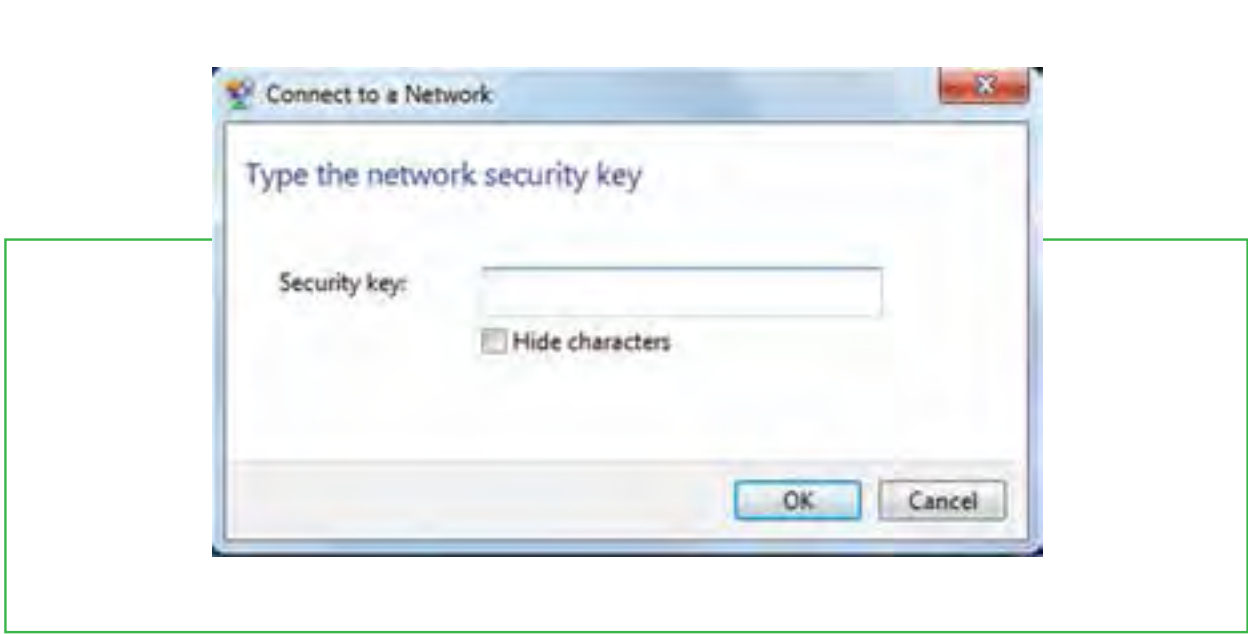 Connect to a Network
Type the network security key
Security key:
Hide characters
OK Cancel